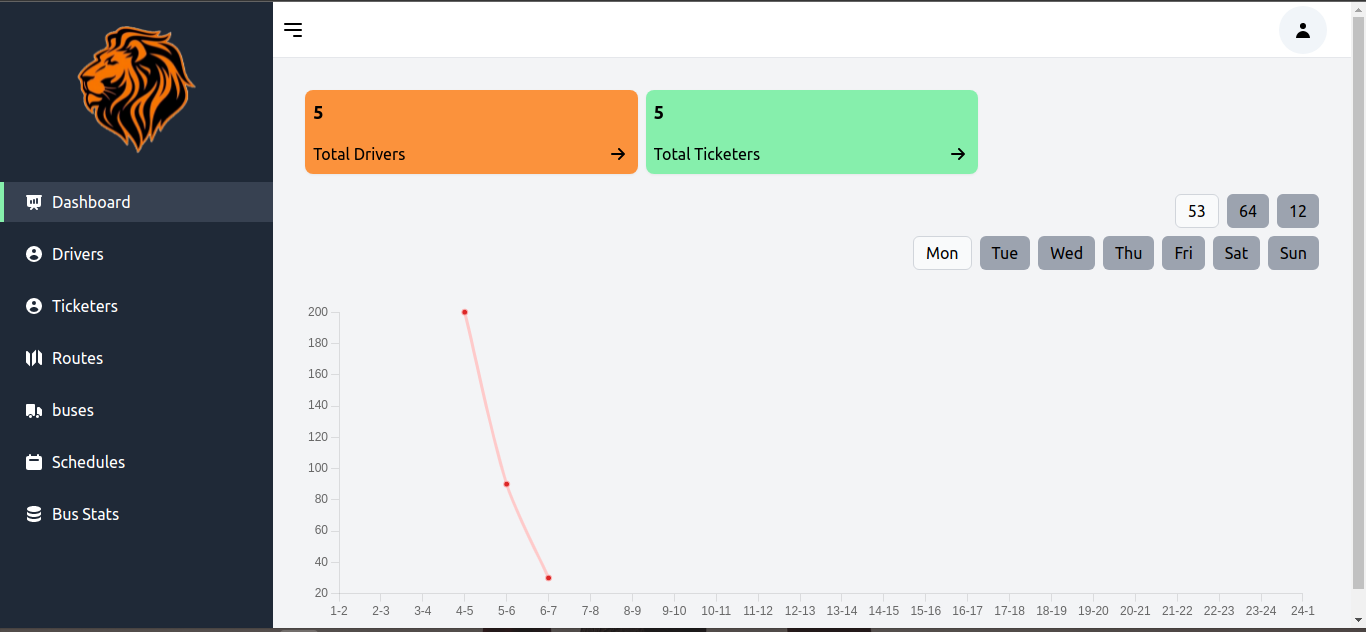 5
Total Drivers
5
Total Ticketers
Dashboard
Drivers
Ticketers
Routes
buses
Schedules
Bus Stats
53 64 12
Mon Tue Wed Thu Fri Sat Sun
200
180
160
140
120
100
80
60
40
20
1-2 2-3 3-4 4-5 5-6 6-7 7-8 8-9 9-10 10-11 11-12 12-13 13-14 14-15 15-16 16-17 17-18 18-19 19-20 20-21 21-22 22-23 23-24 24-1